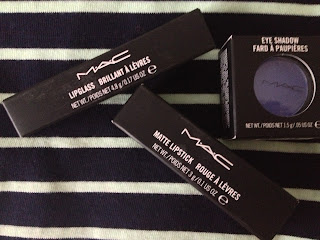 MAC
LIPGLASS BRILLANT À LÈVRES
NET WT./POIDS NET 4.8 g/0.17 US OZ ℮
EYE SHADOW
FARD À PAUPIÈRES
MAC
NET WT./POIDS NET 1.5 g/.05 US OZ ℮
MAC
MATTE LIPSTICK ROUGE À LÈVRES
NET WT./POIDS NET 3 g/0.1 US OZ ℮